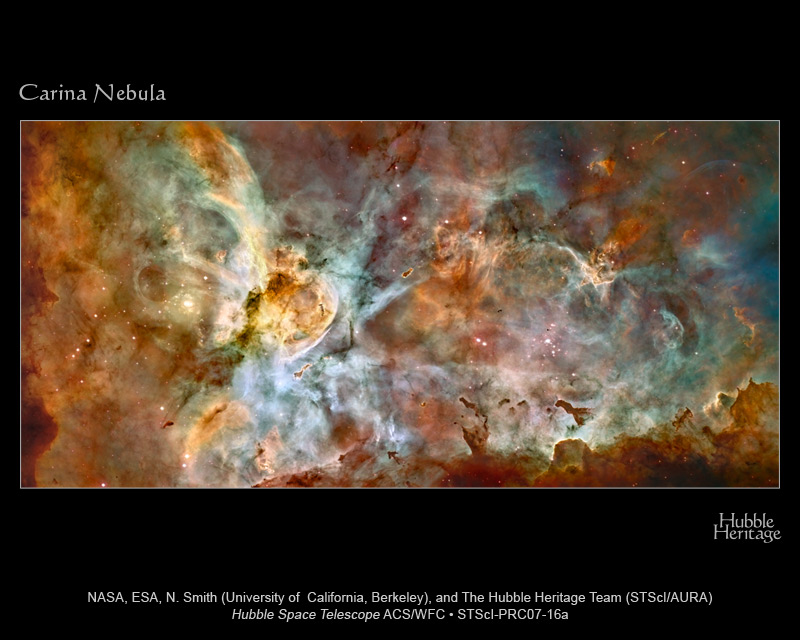 Carina Nebula
Hubble
Heritage
NASA, ESA, N. Smith (University of California, Berkeley), and The Hubble Heritage Team (STScI/AURA)
Hubble Space Telescope ACS/WFC • STScI-PRC07-16a